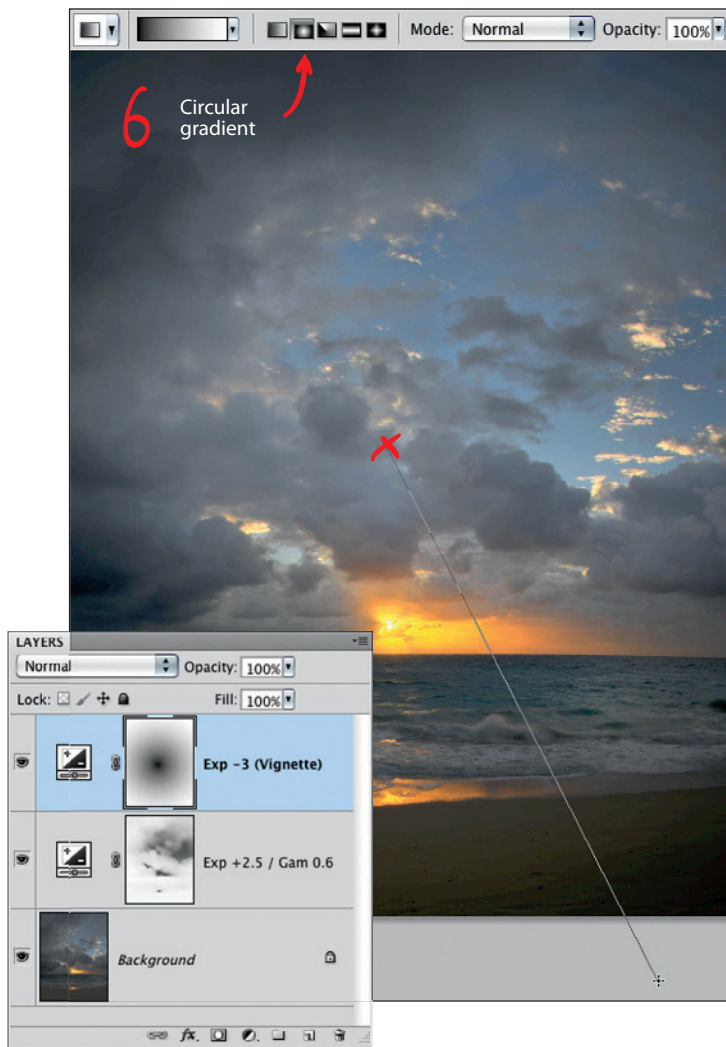 Mode: Normal Opacity: 100%
6 Circular
gradient
LAYERS
Normal Opacity: 100%
Lock: Fill: 100%
Exp -3 (Vignette)
Exp +2.5 / Gam 0.6
Background
fx.